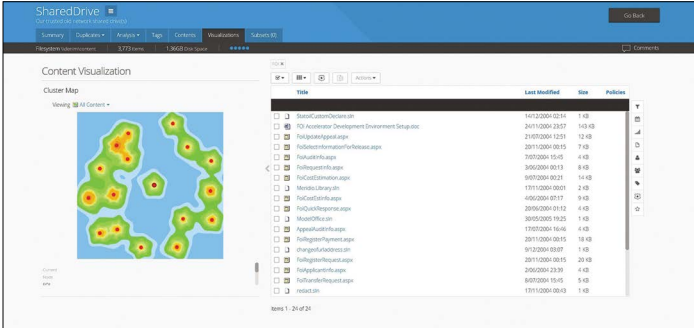 SharedDrive
Our trusted old network shared drive(s)
Go Back
Summary Duplicates Analysis Tags Contents Visualizations Subsets (0)
3,773 items 1.36GB Disk Space
Comments
Content Visualization
Cluster Map
Viewing All Content
Actions
Title Last Modified Size Policies
StatsilCustomDeclare.sln 14/12/2004 02:14 1 KB
FOI Accelerator Development Environment Setup.doc 24/11/2004 23:57 143 KB
FoiUpdateAppeal.aspx 21/07/2004 12:51 12 KB
FoiSelectInformationForRelease.aspx 20/11/2004 00:15 7 KB
FoiAuditInfo.aspx 7/07/2004 15:45 4 KB
FoiRequestInfo.aspx 3/06/2004 00:13 8 KB
FoiCostEstimation.aspx 9/07/2004 00:21 14 KB
Meridio.Library.sln 17/11/2004 00:01 2 KB
FoiCostEstInfo.aspx 4/06/2004 07:17 9 KB
FoiQuickResponse.aspx 20/06/2004 01:12 4 KB
ModelOffice.sln 30/05/2005 19:25 1 KB
AppealAuditInfo.aspx 17/07/2004 16:46 4 KB
FoiRegisterPayment.aspx 20/11/2004 00:15 18 KB
changeofurladdress.sln 9/12/2004 03:07 1 KB
FoiRegisterRequest.aspx 20/11/2004 00:15 20 KB
FoiApplicantInfo.aspx 2/06/2004 23:39 4 KB
FoiTransferRequest.aspx 8/07/2004 15:45 5 KB
redact.sln 17/11/2004 00:43 1 KB
Items 1 - 24 of 24